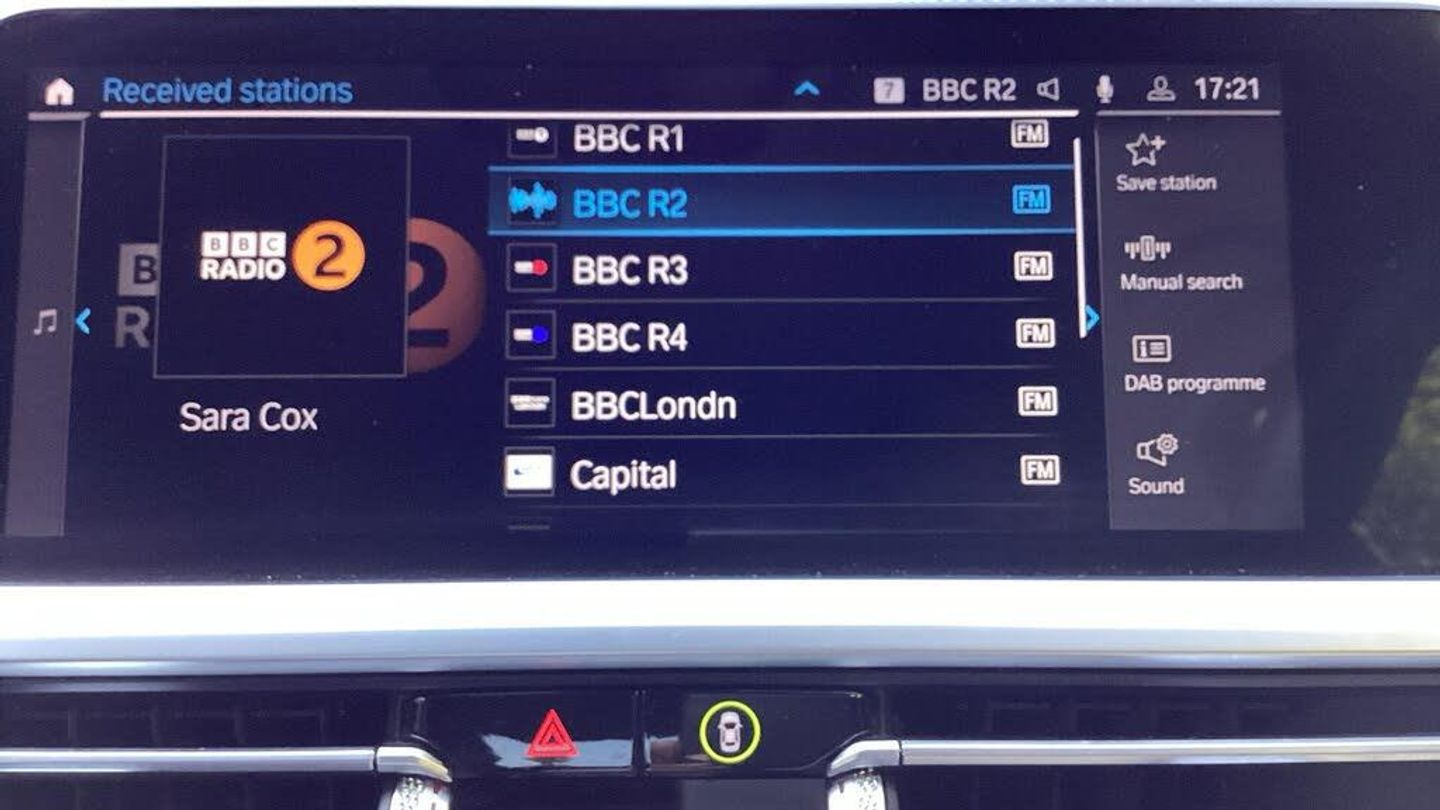 Received stations
7 BBC R2
17:21
BBC R1 FM
BBC R2 FM
BBC R3 FM
BBC R4 FM
BBCLondn FM
Capital FM
BBC
RADIO 2
B
R 2
Sara Cox
Save station
Manual search
DAB programme
Sound